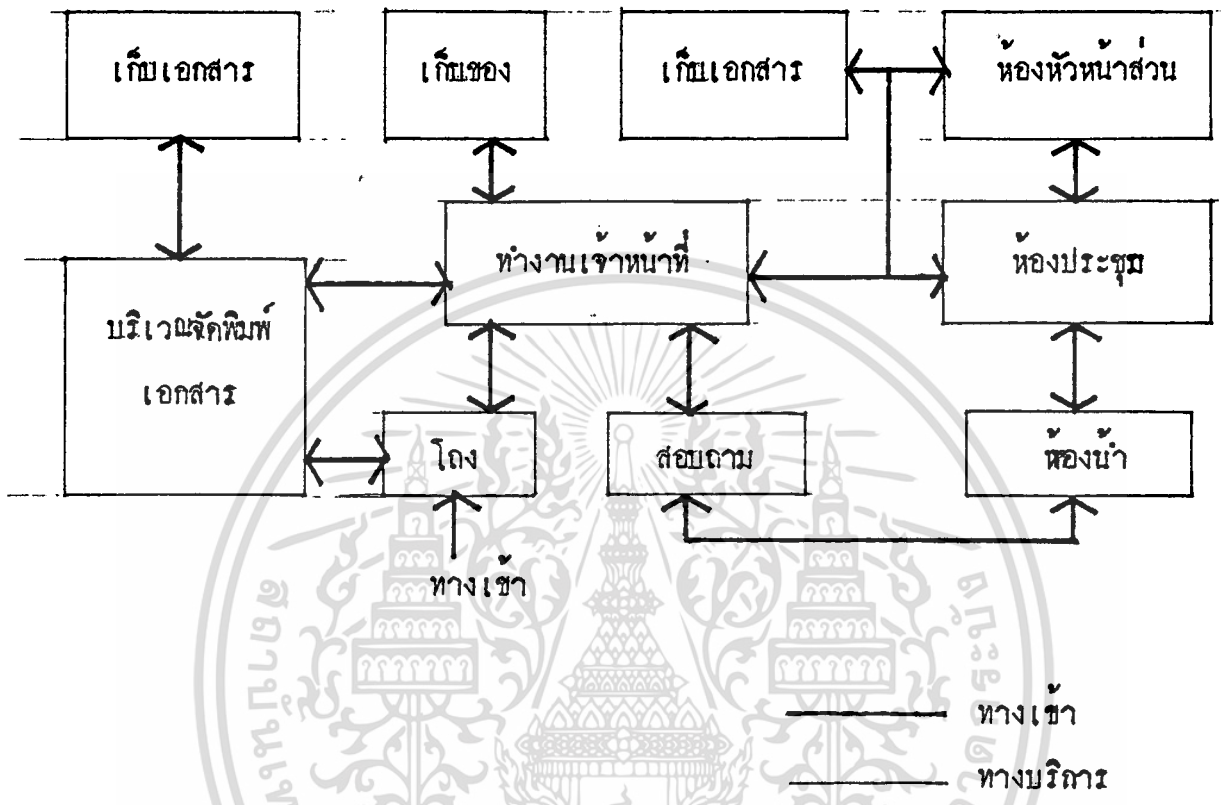 เก็บเอกสาร
เก็บของ
เก็บเอกสาร
ห้องหัวหน้าส่วน
ทำงานเจ้าหน้าที่
ห้องประชุม
บริเวณจัดพิมพ์
เอกสาร
โถง
สอบถาม
ห้องน้ำ
ทางเข้า
ทางเข้า
ทางบริการ